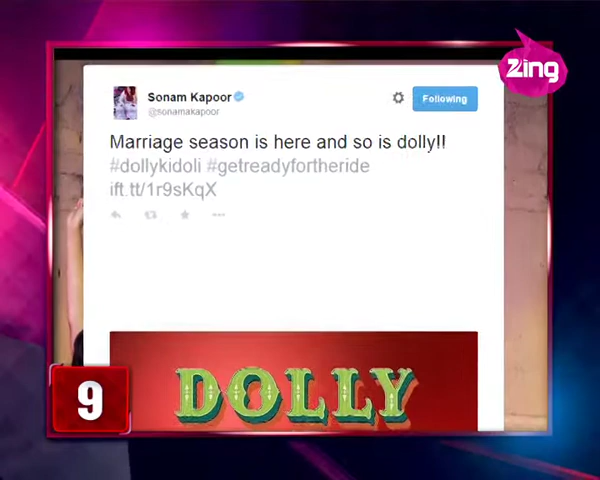 Zing
Sonam Kapoor
@sonamakapoor
Following
Marriage season is here and so is dolly!!
#dollykidoli #getreadyfortheride
ift.tt/1r9sKqX
DOLLY
9